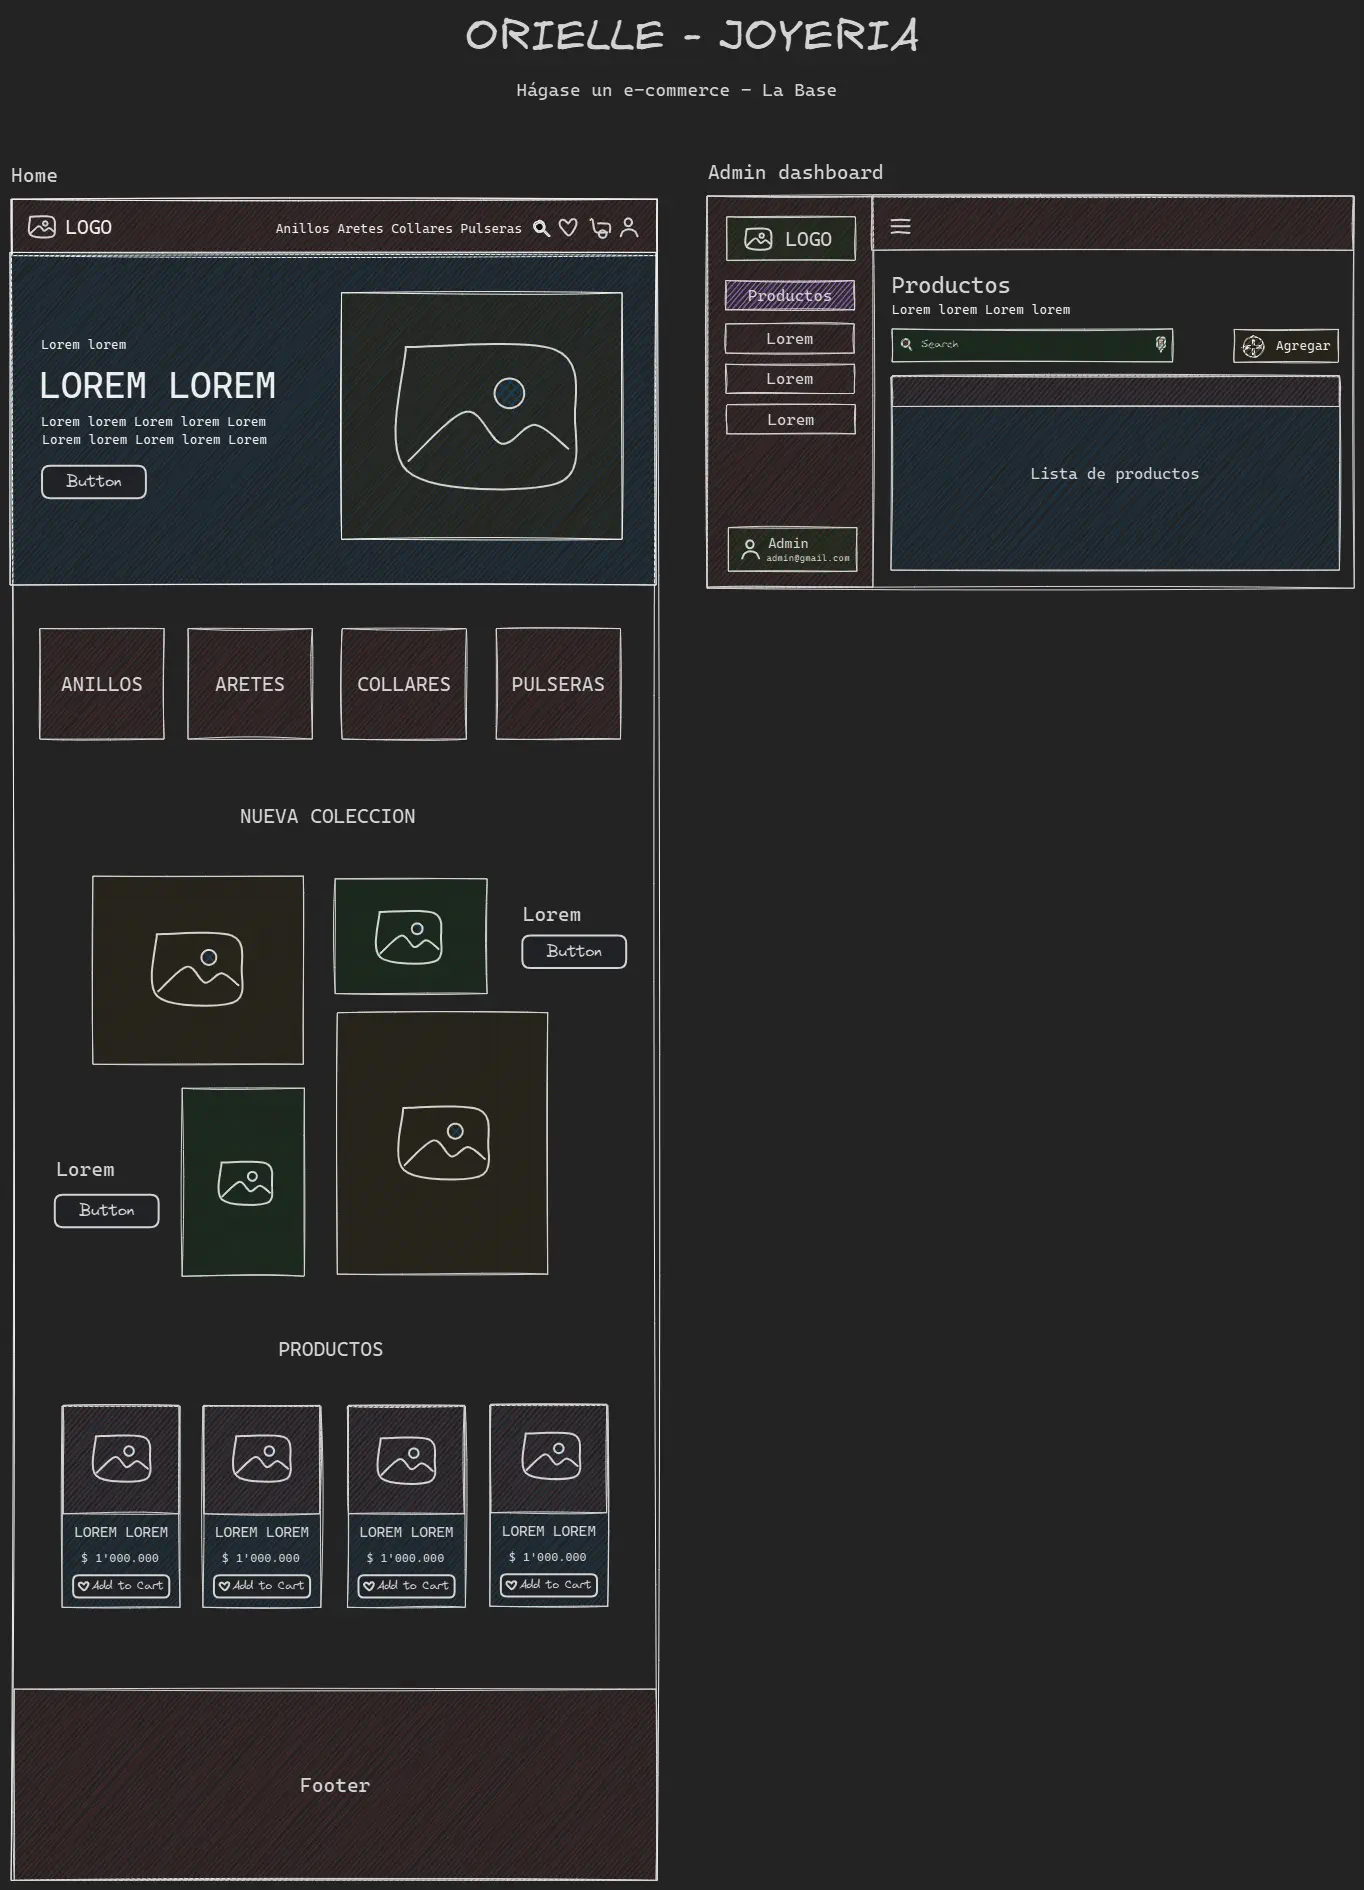 ORIELLE - JOYERIA
Hágase un e-commerce - La Base
Home
LOGO
Anillos Aretes Collares Pulseras
Lorem lorem
LOREM LOREM
Lorem lorem Lorem lorem Lorem
Lorem lorem Lorem lorem Lorem
Button
ANILLOS
ARETES
COLLARES
PULSERAS
NUEVA COLECCION
Lorem
Button
Lorem
Button
PRODUCTOS
LOREM LOREM
$ 1'000.000
Add to Cart
LOREM LOREM
$ 1'000.000
Add to Cart
LOREM LOREM
$ 1'000.000
Add to Cart
LOREM LOREM
$ 1'000.000
Add to Cart
Footer
Admin dashboard
LOGO
Productos
Lorem
Lorem
Lorem
Admin
admin@gmail.com
Productos
Lorem lorem Lorem lorem
Search
Agregar
Lista de productos